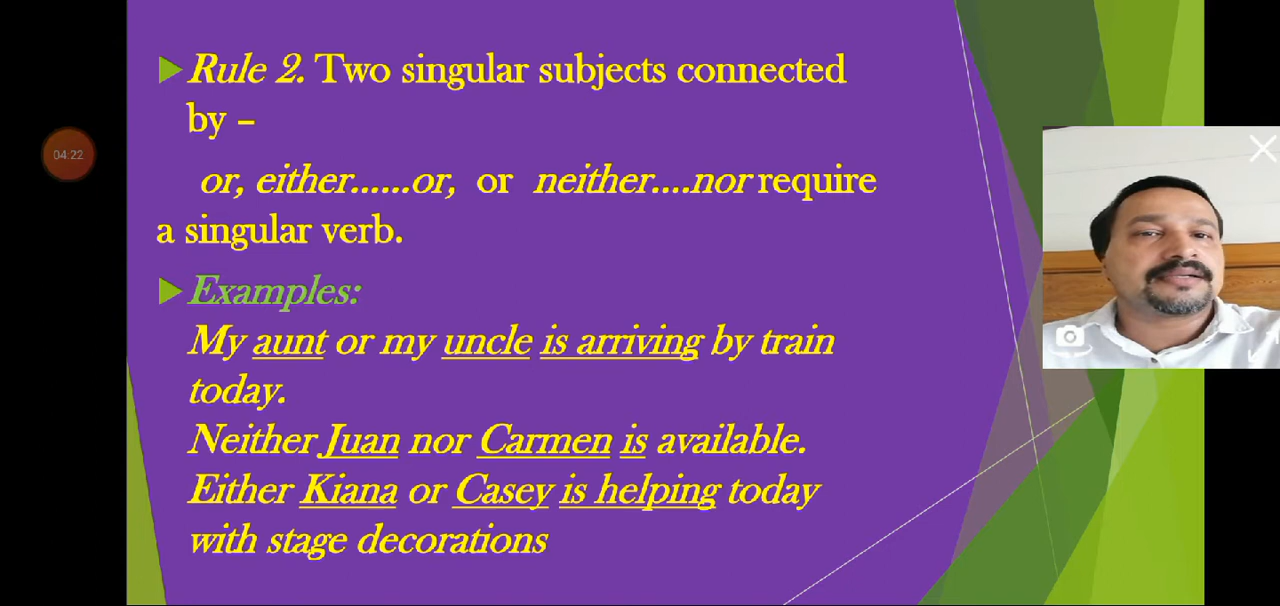 Rule 2. Two singular subjects connected
by –
or, either......or, or neither....nor require
a singular verb.
Examples:
My aunt or my uncle is arriving by train
today.
Neither Juan nor Carmen is available.
Either Kiana or Casey is helping today
with stage decorations
04:22